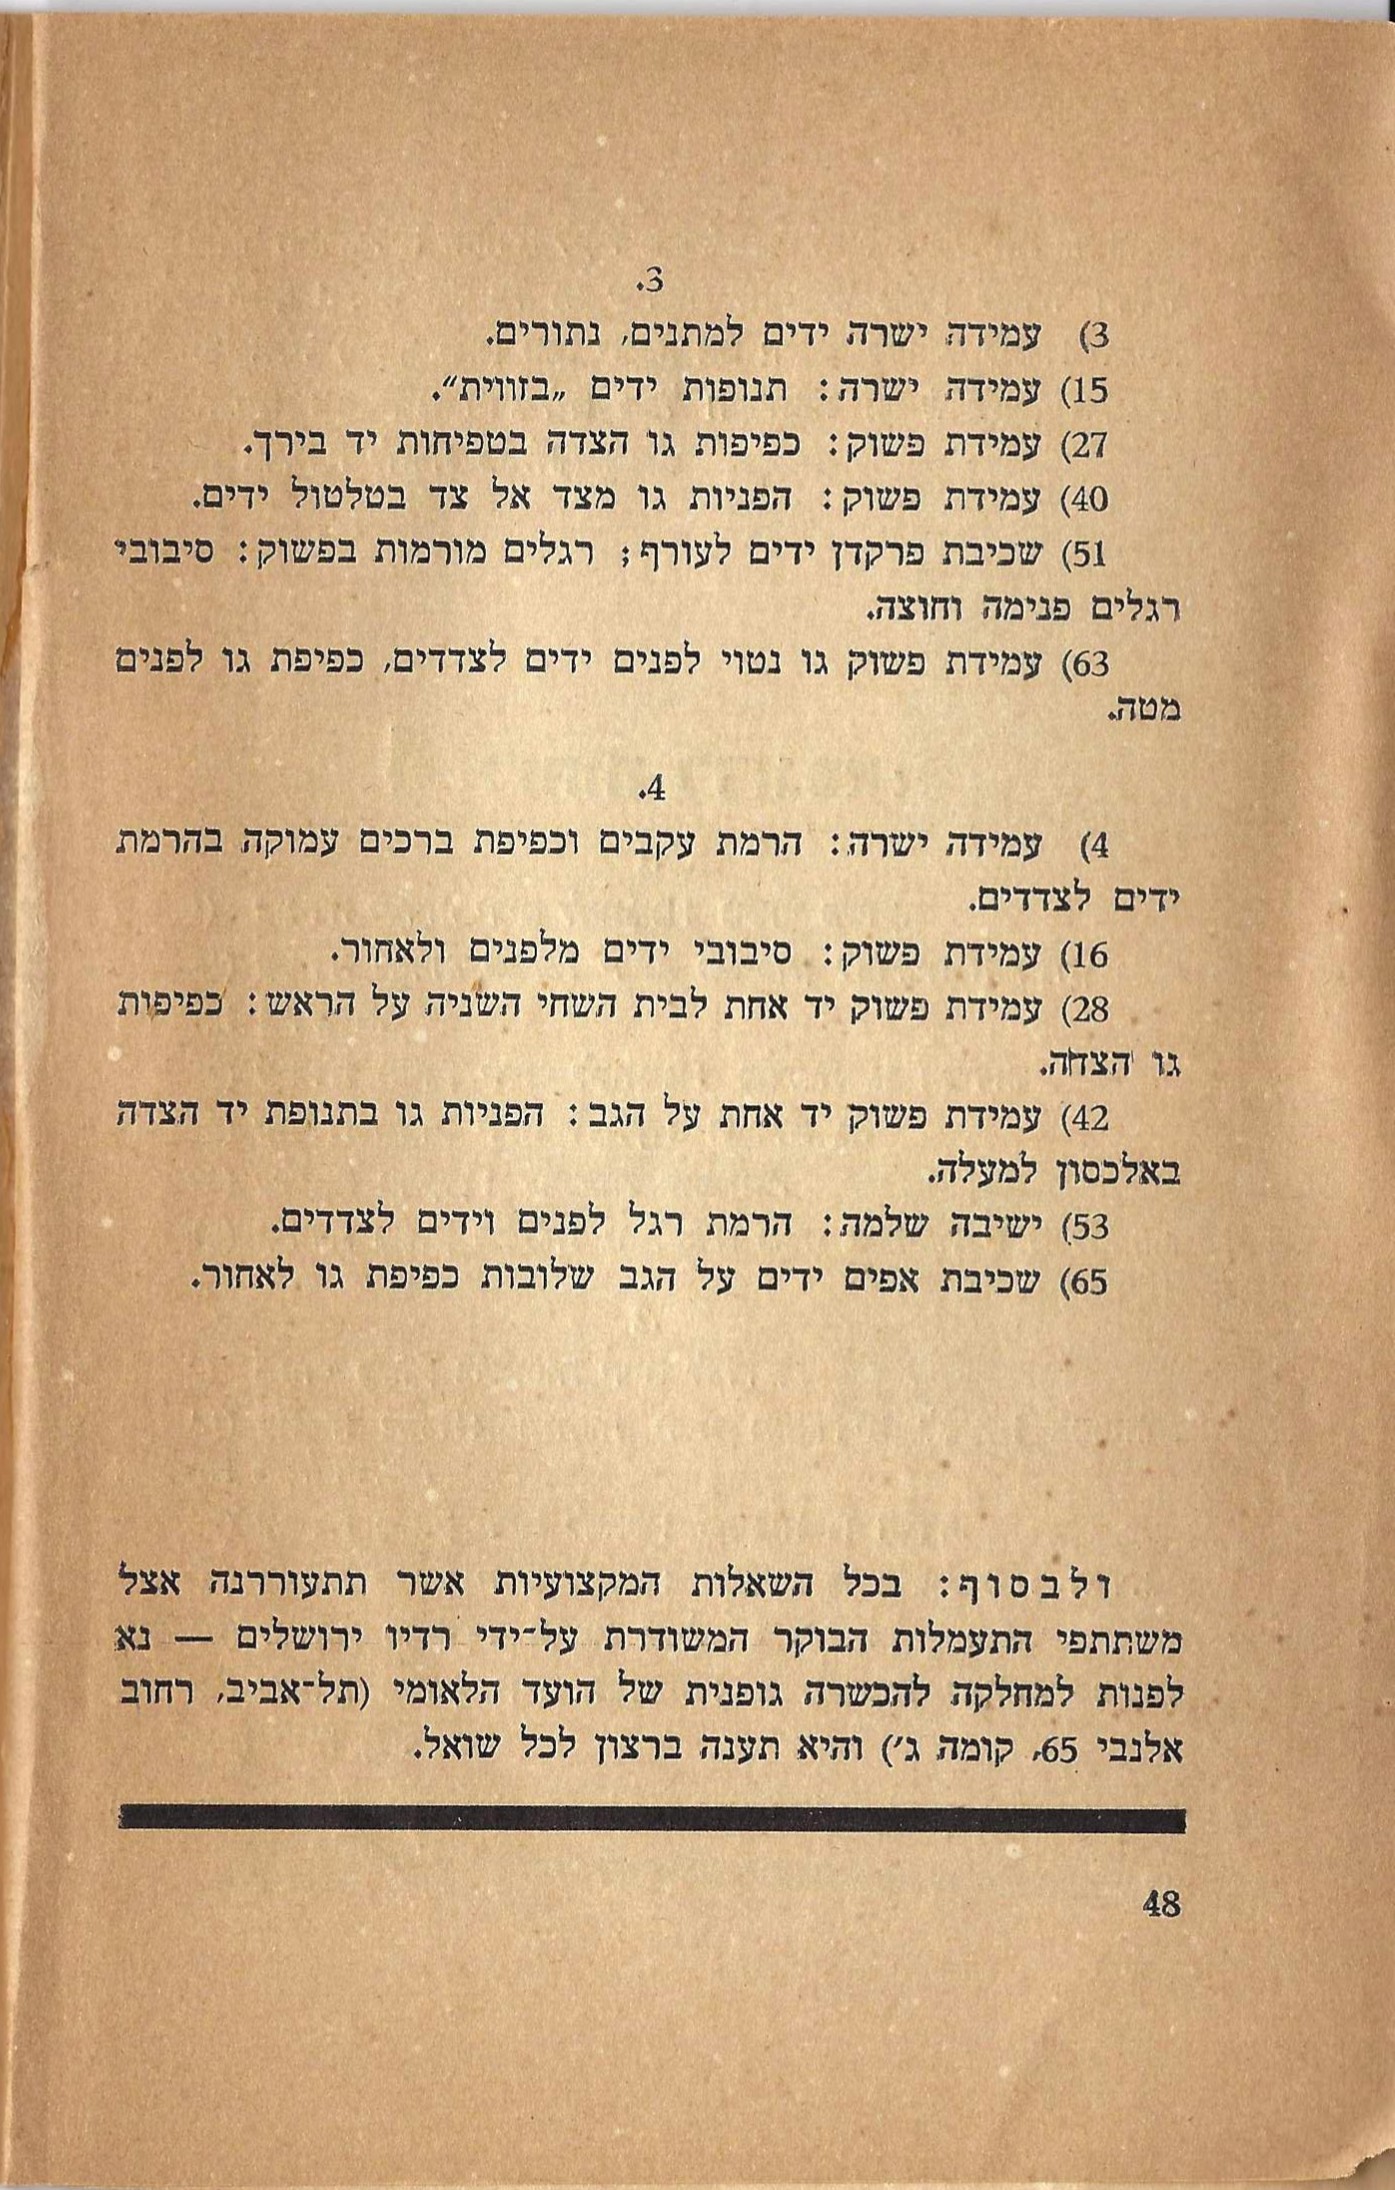 3.
3) עמידה ישרה ידים למתנים, נתורים.
15) עמידה ישרה: תנופות ידים „בזווית".
27) עמידת פשוק: כפיפות גו הצדה בטפיחות יד בירך.
40) עמידת פשוק: הפניות גו מצד אל צד בטלטול ידים.
51) שכיבת פרקדן ידים לעורף; רגלים מורמות בפשוק: סיבובי
רגלים פנימה וחוצה.
63) עמידת פשוק גו נטוי לפנים ידים לצדדים, כפיפת גו לפנים
מטה.
4.
4) עמידה ישרה: הרמת עקבים וכפיפת ברכים עמוקה בהרמת
ידים לצדדים.
16) עמידת פשוק: סיבובי ידים מלפנים ולאחור.
28) עמידת פשוק יד אחת לבית השחי השניה על הראש: כפיפות
גו הצדה.
42) עמידת פשוק יד אחת על הגב: הפניות גו בתנופת יד הצדה
באלכסון למעלה.
53) ישיבה שלמה: הרמת רגל לפנים וידים לצדדים.
65) שכיבת אפים ידים על הגב שלובות כפיפת גו לאחור.
ולבסוף: בכל השאלות המקצועיות אשר תתעוררנה אצל
משתתפי התעמלות הבוקר המשודרת על־ידי רדיו ירושלים — נא
לפנות למחלקה להכשרה גופנית של הועד הלאומי (תל־אביב, רחוב
אלנבי 65, קומה ג') והיא תענה ברצון לכל שואל.
48